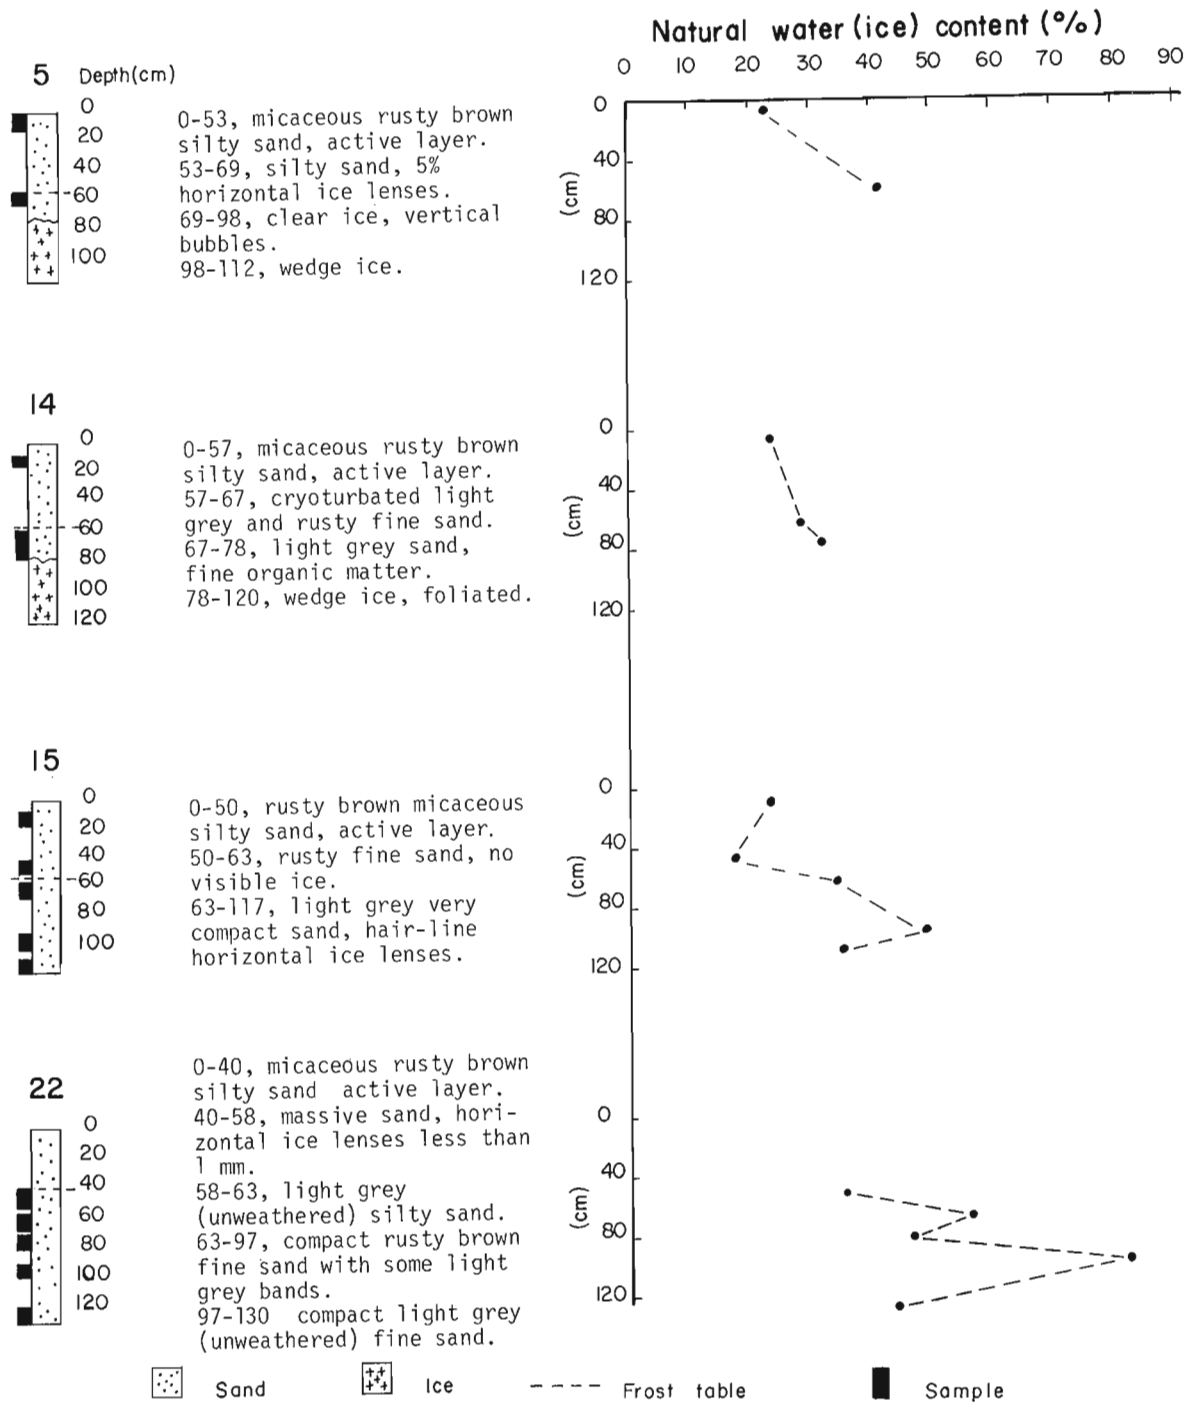 Natural water (ice) content (%)
0 10 20 30 40 50 60 70 80 90
5 Depth(cm)
0
20
40
60
80
100
0-53, micaceous rusty brown
silty sand, active layer.
53-69, silty sand, 5%
horizontal ice lenses.
69-98, clear ice, vertical
bubbles.
98-112, wedge ice.
(cm)
0
40
80
120
14
0
20
40
60
80
100
120
0-57, micaceous rusty brown
silty sand, active layer.
57-67, cryoturbated light
grey and rusty fine sand.
67-78, light grey sand,
fine organic matter.
78-120, wedge ice, foliated.
(cm)
0
40
80
120
15
0
20
40
60
80
100
0-50, rusty brown micaceous
silty sand, active layer.
50-63, rusty fine sand, no
visible ice.
63-117, light grey very
compact sand, hair-line
horizontal ice lenses.
(cm)
0
40
80
120
22
0
20
40
60
80
100
120
0-40, micaceous rusty brown
silty sand active layer.
40-58, massive sand, hori-
zontal ice lenses less than
1 mm.
58-63, light grey
(unweathered) silty sand.
63-97, compact rusty brown
fine sand with some light
grey bands.
97-130 compact light grey
(unweathered) fine sand.
(cm)
0
40
80
120
Sand Ice Frost table Sample